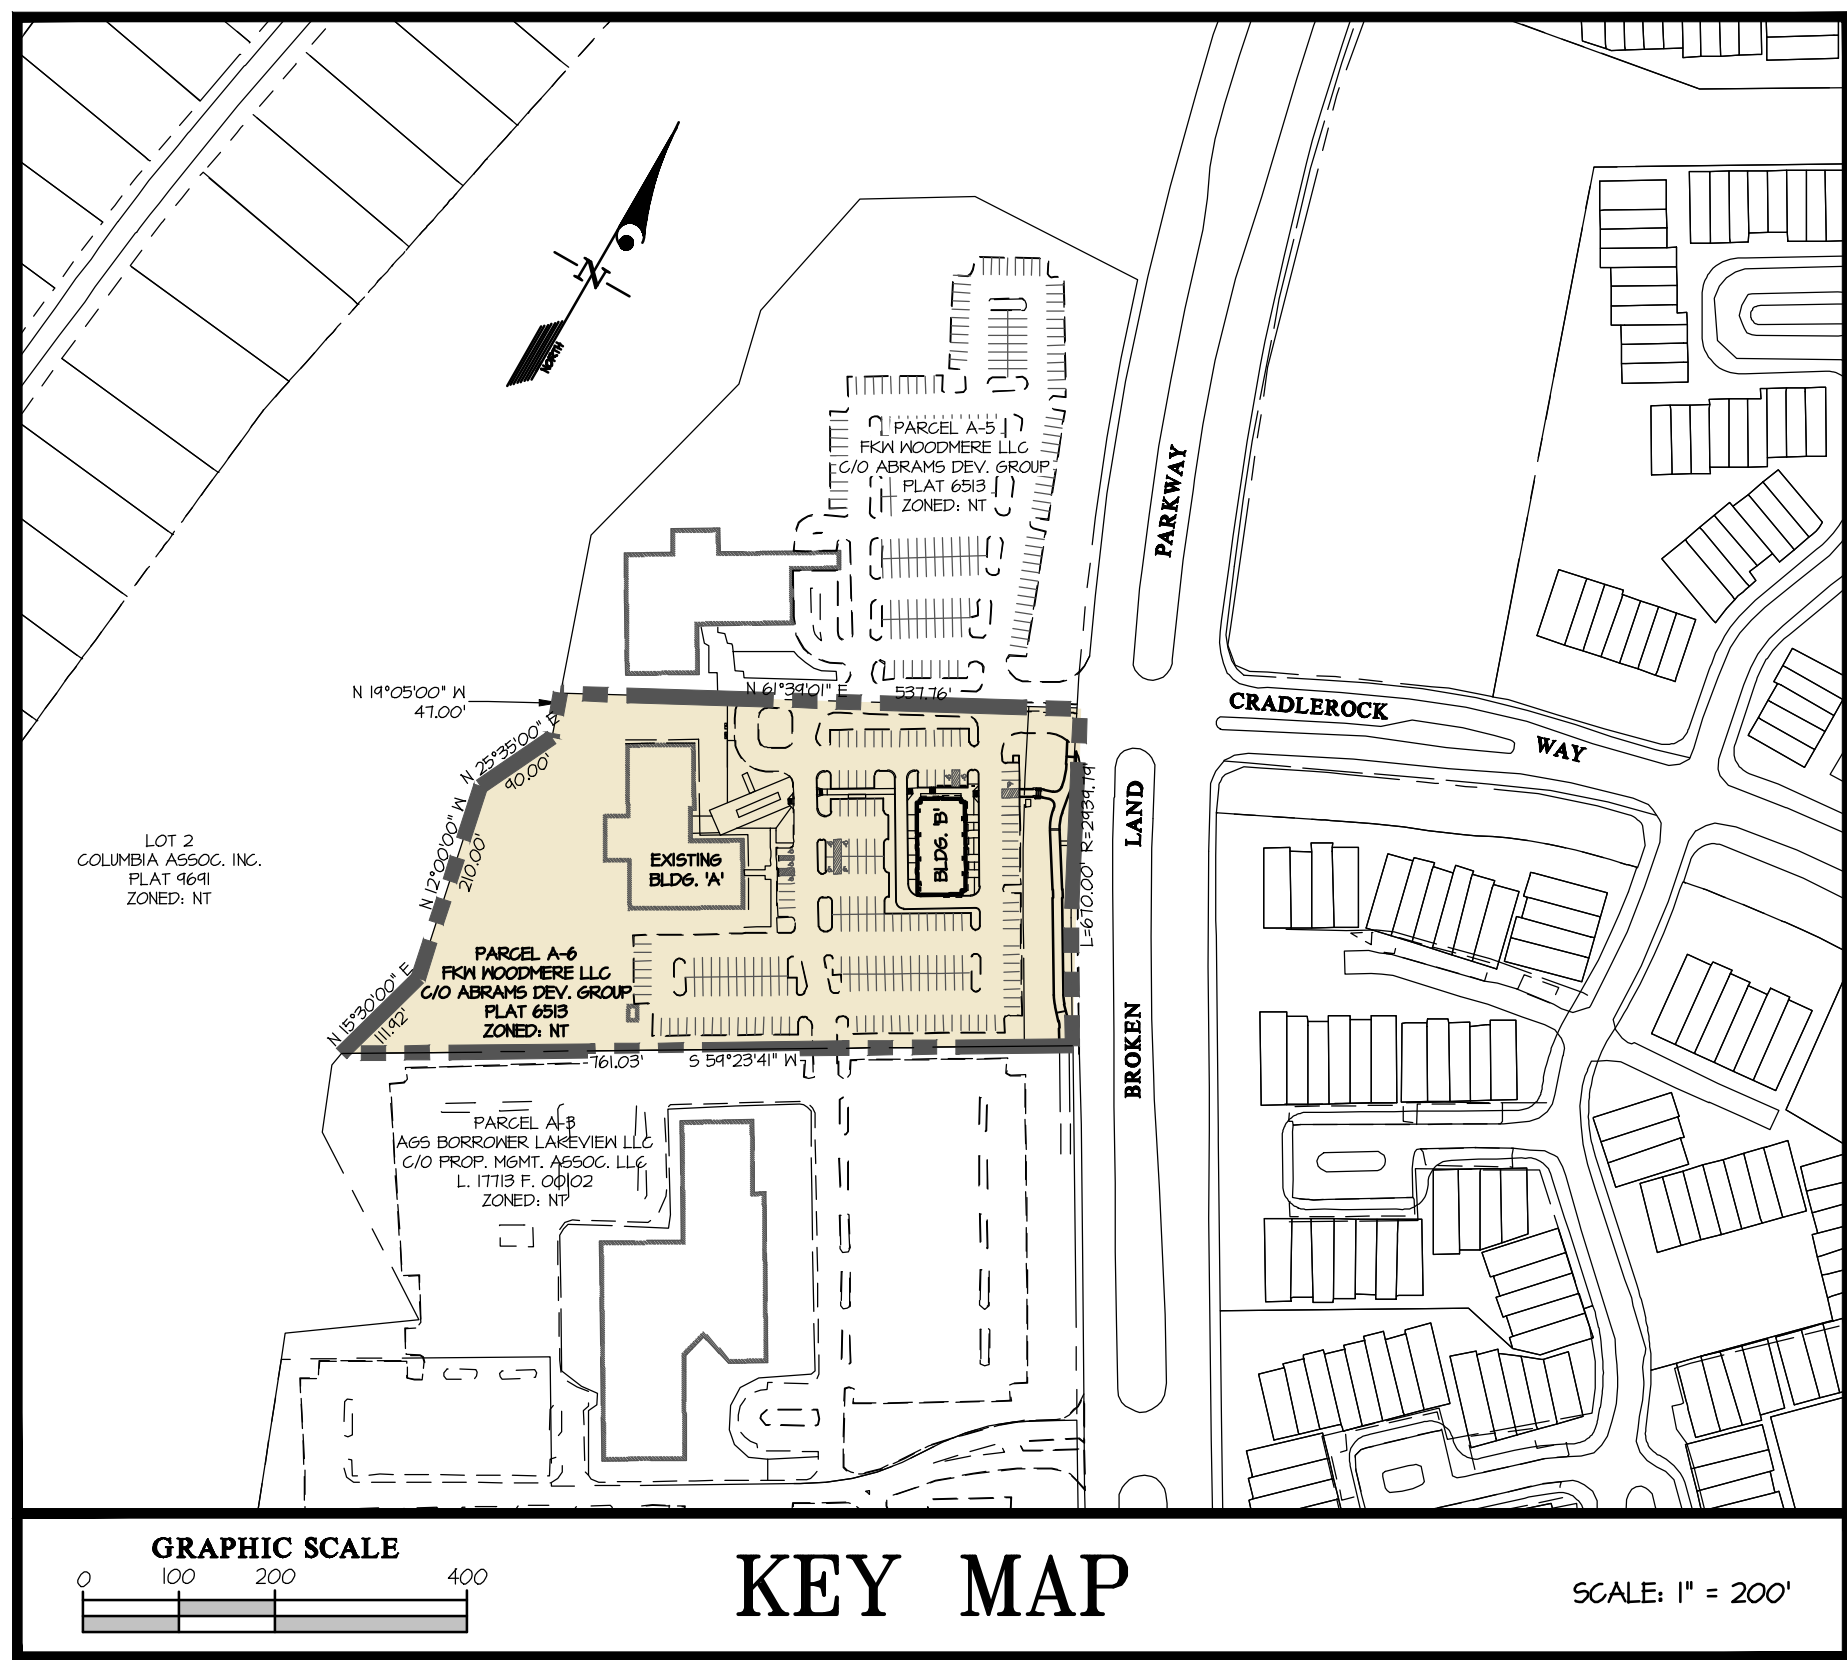 N
NORTH
PARCEL A-5
FKW WOODMERE LLC
C/O ABRAMS DEV. GROUP
PLAT 6513
ZONED: NT
PARKWAY
N 19°05'00" W
47.00'
N 61°39'01" E
537.76'
CRADLEROCK
WAY
N 25°35'00" E
90.00'
N 12°00'00" W
210.00'
N 15°30'00" E
111.92'
LOT 2
COLUMBIA ASSOC. INC.
PLAT 9691
ZONED: NT
EXISTING
BLDG. 'A'
BLDG. 'B'
L=670.00' R=2939.79'
BROKEN LAND
PARCEL A-6
FKW WOODMERE LLC
C/O ABRAMS DEV. GROUP
PLAT 6513
ZONED: NT
761.03'
S 59°23'41" W
PARCEL A-3
AGS BORROWER LAKEVIEW LLC
C/O PROP. MGMT. ASSOC. LLC
L. 17713 F. 00102
ZONED: NT
GRAPHIC SCALE
0 100 200 400
KEY MAP
SCALE: 1" = 200'